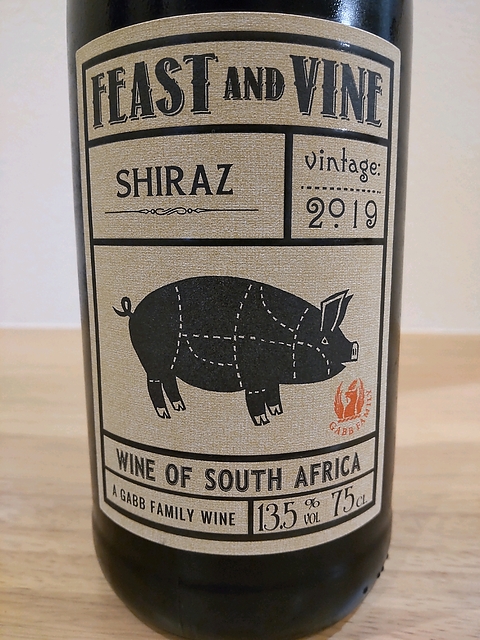 FEAST AND VINE
SHIRAZ
vintage:
2019
GABB FAMILY
WINE OF SOUTH AFRICA
A GABB FAMILY WINE
13.5 % VOL 75 CL